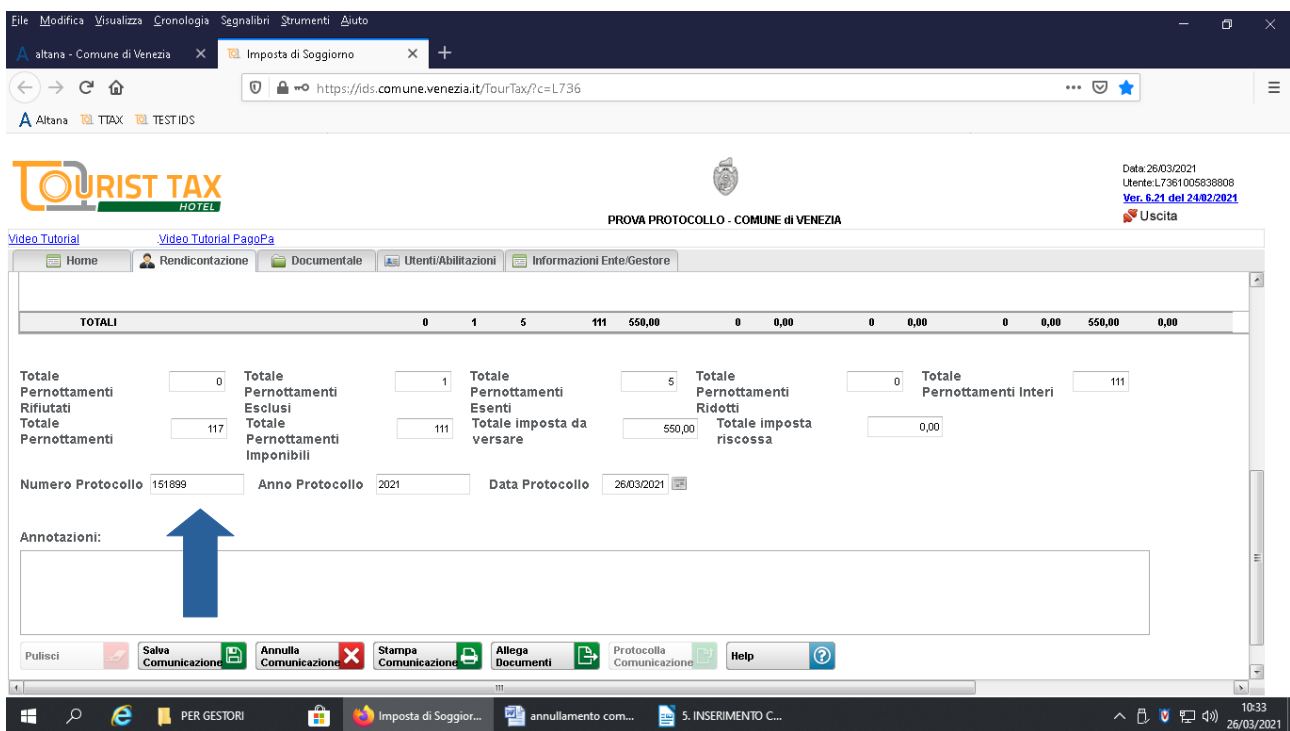 File Modifica Visualizza Cronologia Segnalibri Strumenti Aiuto
altana - Comune di Venezia
Imposta di Soggiorno
https://ids.comune.venezia.it/TourTax/?c=L736
Altana TTAX TEST IDS
TOURIST TAX
HOTEL
PROVA PROTOCOLLO - COMUNE di VENEZIA
Data:26/03/2021
Utente:L7361005838808
Ver. 6.21 del 24/02/2021
Uscita
Video Tutorial .Video Tutorial PagoPa
Home Rendicontazione Documentale Utenti/Abilitazioni Informazioni Ente/Gestore
TOTALI 0 1 5 111 550,00 0 0,00 0 0,00 0 0,00 550,00 0,00
Totale Pernottamenti Rifiutati 0 Totale Pernottamenti Esclusi 1 Totale Pernottamenti Esenti 5 Totale Pernottamenti Ridotti 0 Totale Pernottamenti Interi 111
Totale Pernottamenti 117 Totale Pernottamenti Imponibili 111 Totale imposta da versare 550,00 Totale imposta riscossa 0,00
Numero Protocollo 151899 Anno Protocollo 2021 Data Protocollo 26/03/2021
Annotazioni:
Pulisci Salva Comunicazione Annulla Comunicazione Stampa Comunicazione Allega Documenti Protocolla Comunicazione Help
PER GESTORI Imposta di Soggior... annullamento com... 5. INSERIMENTO C...
10:33
26/03/2021